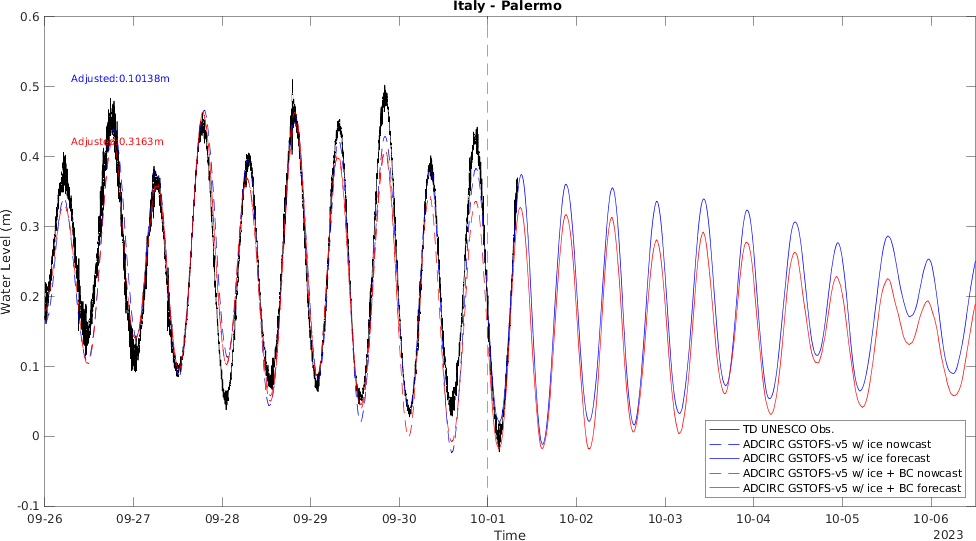 Italy - Palermo
0.6
0.5
0.4
0.3
0.2
0.1
0
-0.1
Water Level (m)
Adjusted:0.10138m
Adjusted:0.3163m
TD UNESCO Obs.
ADCIRC GSTOFS-v5 w/ ice nowcast
ADCIRC GSTOFS-v5 w/ ice forecast
ADCIRC GSTOFS-v5 w/ ice + BC nowcast
ADCIRC GSTOFS-v5 w/ ice + BC forecast
09-26 09-27 09-28 09-29 09-30 10-01 10-02 10-03 10-04 10-05 10-06
Time
2023